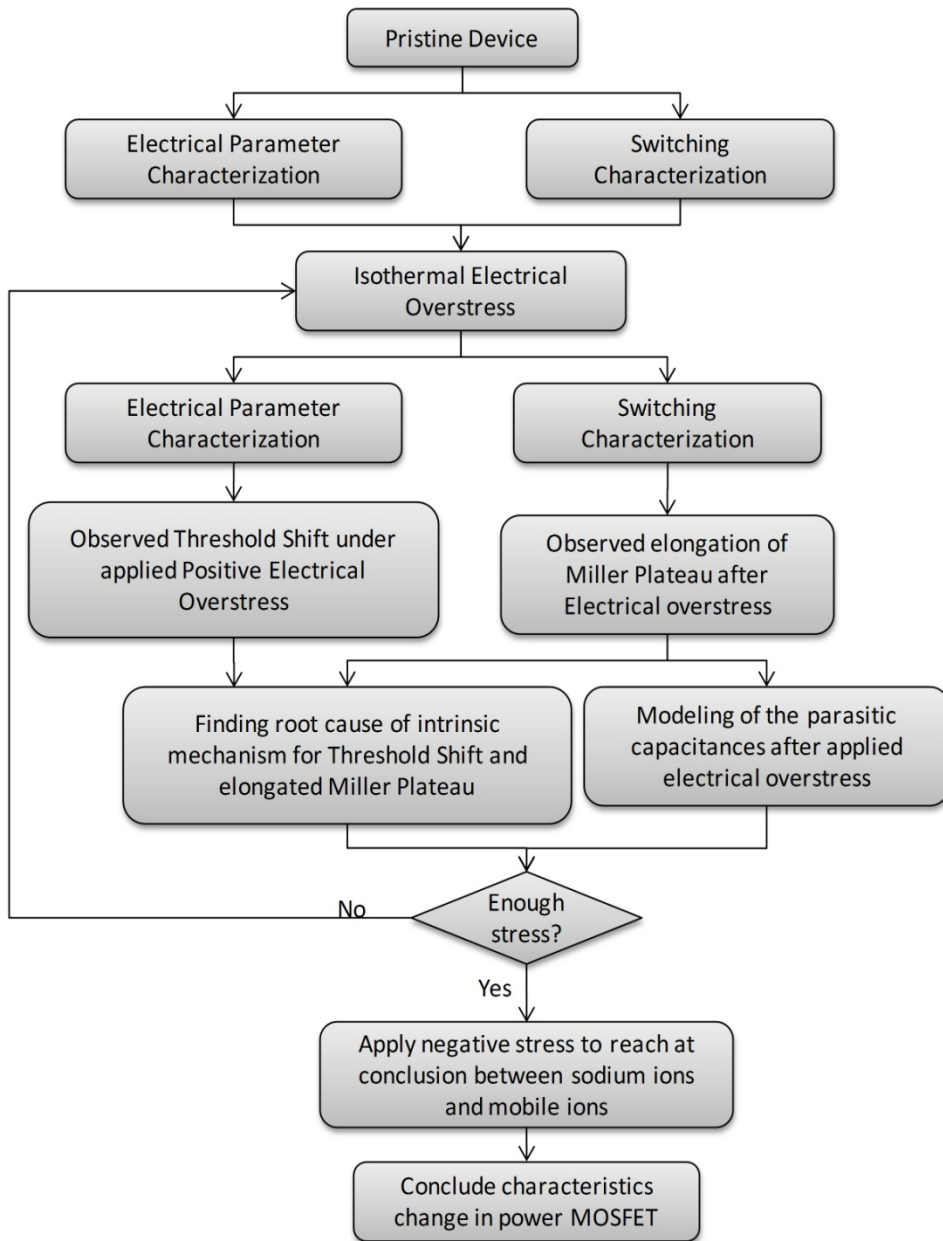 Pristine Device
Electrical Parameter
Characterization
Switching
Characterization
Isothermal Electrical
Overstress
Electrical Parameter
Characterization
Switching
Characterization
Observed Threshold Shift under
applied Positive Electrical
Overstress
Observed elongation of
Miller Plateau after
Electrical overstress
Finding root cause of intrinsic
mechanism for Threshold Shift and
elongated Miller Plateau
Modeling of the parasitic
capacitances after applied
electrical overstress
Enough
stress?
No
Yes
Apply negative stress to reach at
conclusion between sodium ions
and mobile ions
Conclude characteristics
change in power MOSFET